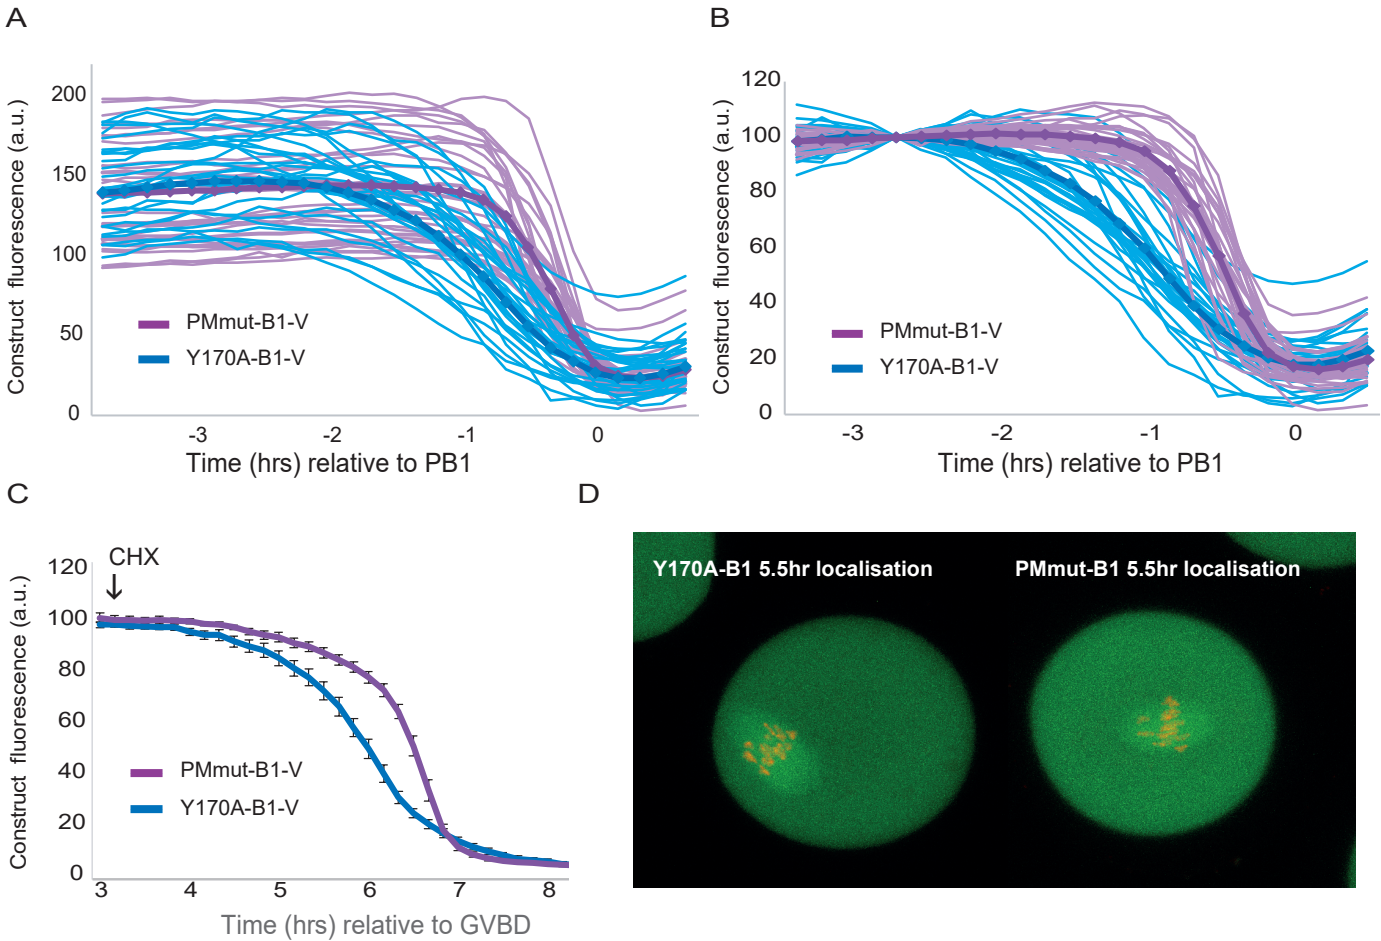 A
Construct fluorescence (a.u.)
200
150
100
50
0
PMmut-B1-V
Y170A-B1-V
-3
-2
-1
0
Time (hrs) relative to PB1
B
Construct fluorescence (a.u.)
120
100
80
60
40
20
0
PMmut-B1-V
Y170A-B1-V
-3
-2
-1
0
Time (hrs) relative to PB1
C
Construct fluorescence (a.u.)
120
100
80
60
40
20
0
CHX
PMmut-B1-V
Y170A-B1-V
3
4
5
6
7
8
Time (hrs) relative to GVBD
D
Y170A-B1 5.5hr localisation
PMmut-B1 5.5hr localisation